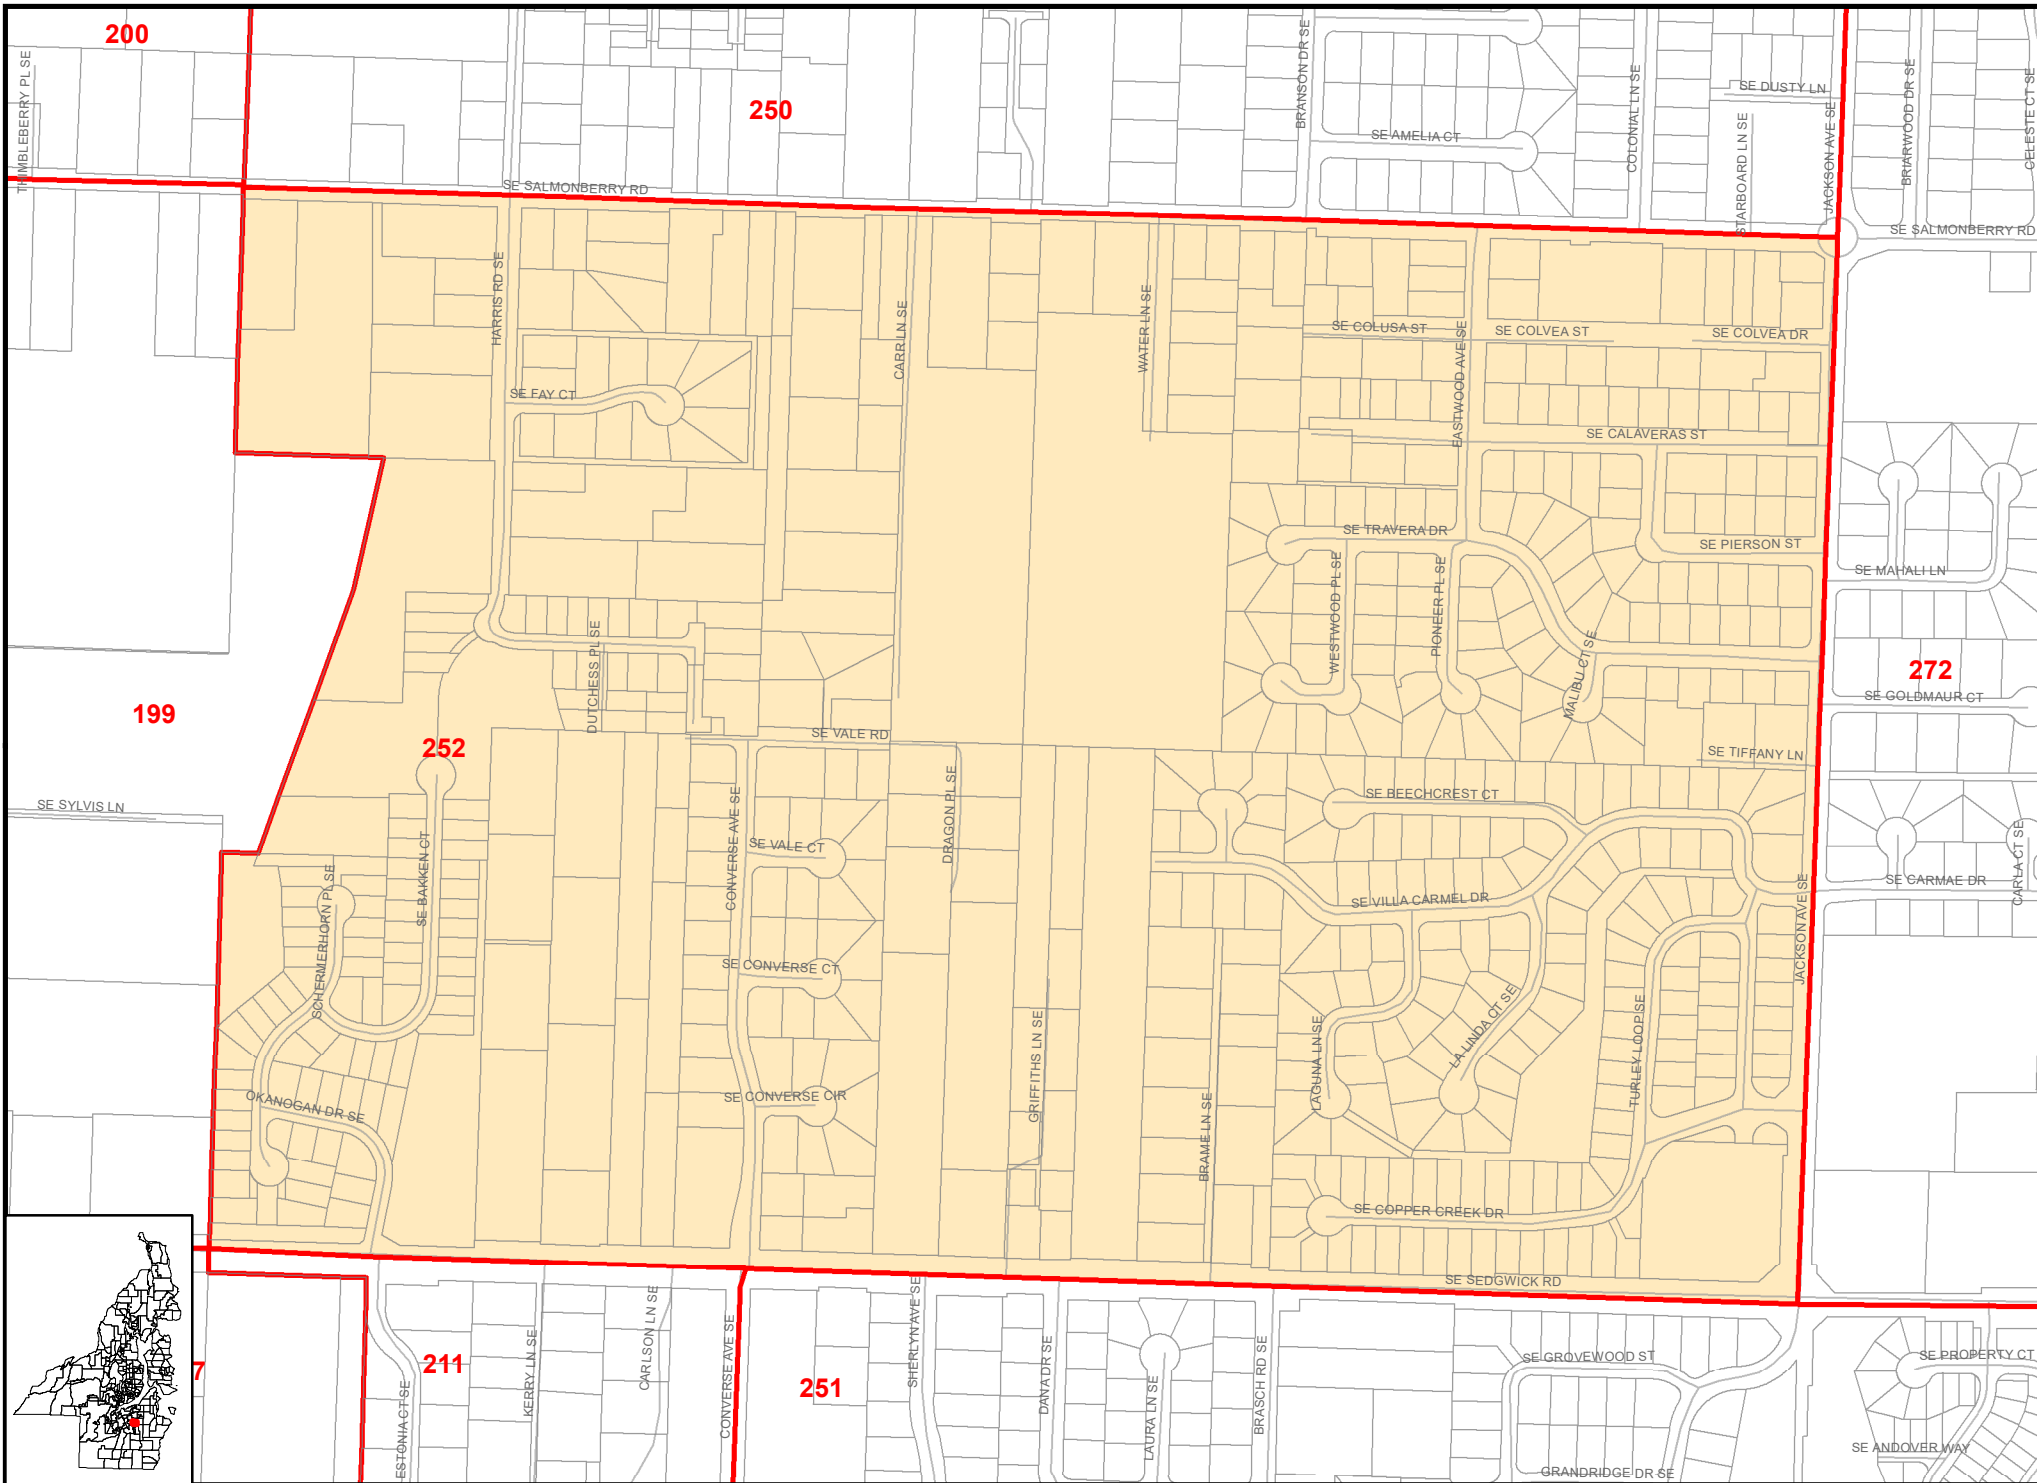 200
250
THIMBLEBERRY PL SE
BRANSON DR SE
SE DUSTY LN
COLONIAL LN SE
SE AMELIA CT
STARBOARD LN SE
JACKSON AVE SE
BRIARWOOD DR SE
CELESTE CT SE
SE SALMONBERRY RD
SE SALMONBERRY RD
HARRIS RD SE
CARR LN SE
WATER LN SE
SE COLUSA ST
EASTWOOD AVE SE
SE COLVEA ST
SE COLVEA DR
SE FAY CT
SE CALAVERAS ST
SE TRAVERA DR
SE PIERSON ST
SE MAHALI LN
WESTWOOD PL SE
PIONEER PL SE
MALIBU CT SE
DUTCHESS PL SE
272
SE GOLDMAUR CT
199
252
SE VALE RD
SE TIFFANY LN
SE SYLVIS LN
DRAGON PL SE
SE BEECHCREST CT
CONVERSE AVE SE
SE VALE CT
CARLA CT SE
SE CARMAE DR
SE BAKKEN CT
SCHERMERHORN PL SE
SE VILLA CARMEL DR
JACKSON AVE SE
SE CONVERSE CT
LA LINDA CT SE
GRIFFITHS LN SE
LAGUNA LN SE
TURLEY LOOP SE
SE CONVERSE CIR
OKANOGAN DR SE
BRAME LN SE
SE COPPER CREEK DR
SE SEDGWICK RD
7
211
251
ESTONIA CT SE
KERRY LN SE
CARLSON LN SE
CONVERSE AVE SE
SHERLYN AVE SE
DANA DR SE
LAURA LN SE
BRASCH RD SE
SE GROVEWOOD ST
SE PROPERTY CT
SE ANDOVER WAY
GRANDRIDGE DR SE